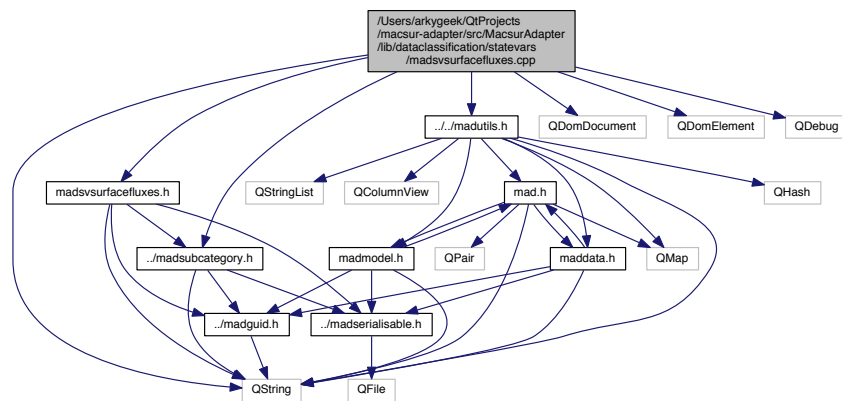 /Users/arkygeek/QtProjects
/macsur-adapter/src/MacsurAdapter
/lib/dataclassification/statevars
/madsvsurfacefluxes.cpp
../../madutils.h
QDomDocument
QDomElement
QDebug
madsvsurfacefluxes.h
QStringList
QColumnView
mad.h
QHash
../madsubcategory.h
madmodel.h
QPair
maddata.h
QMap
../madguid.h
../madserialisable.h
QString
QFile